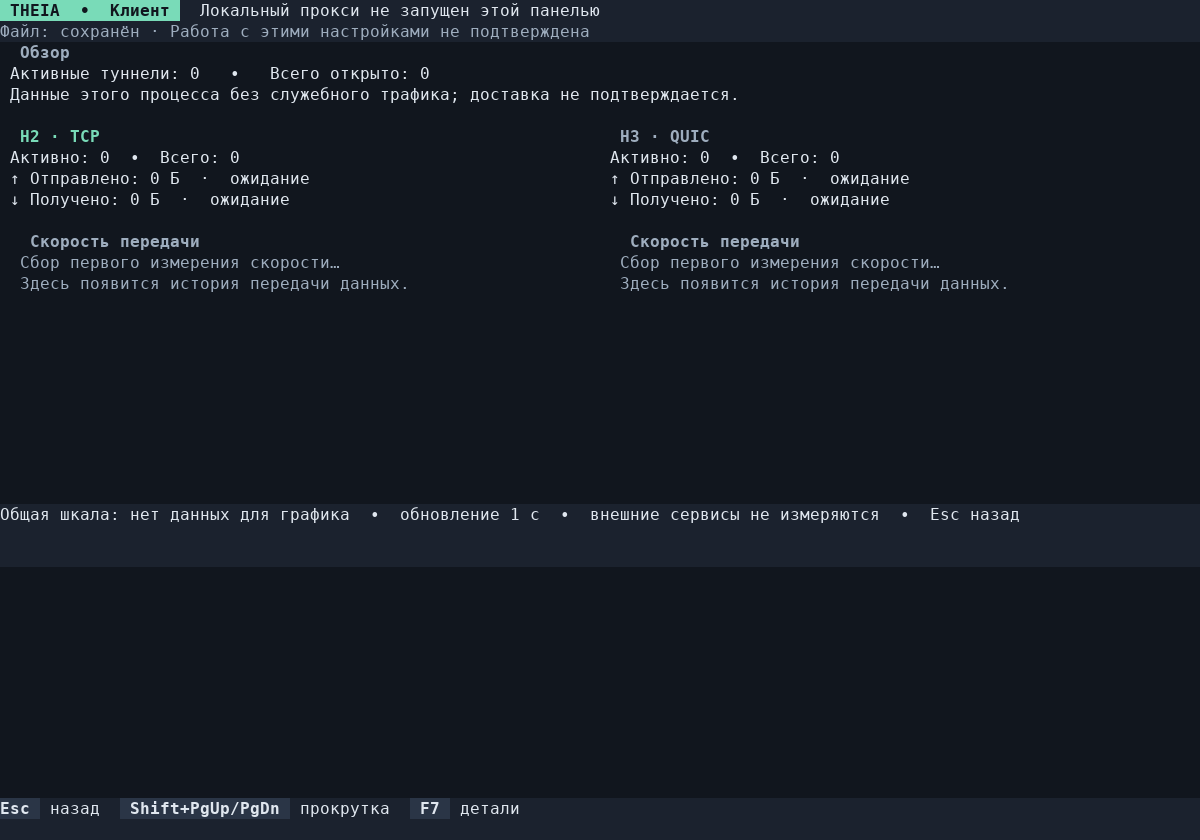 THEIA • Клиент Локальный прокси не запущен этой панелью
Файл: сохранён · Работа с этими настройками не подтверждена
Обзор
Активные туннели: 0 • Всего открыто: 0
Данные этого процесса без служебного трафика; доставка не подтверждается.
H2 · TCP H3 · QUIC
Активно: 0 • Всего: 0 Активно: 0 • Всего: 0
↑ Отправлено: 0 Б · ожидание ↑ Отправлено: 0 Б · ожидание
↓ Получено: 0 Б · ожидание ↓ Получено: 0 Б · ожидание
Скорость передачи Скорость передачи
Сбор первого измерения скорости… Сбор первого измерения скорости…
Здесь появится история передачи данных. Здесь появится история передачи данных.
Общая шкала: нет данных для графика • обновление 1 с • внешние сервисы не измеряются • Esc назад
Esc назад Shift+PgUp/PgDn прокрутка F7 детали